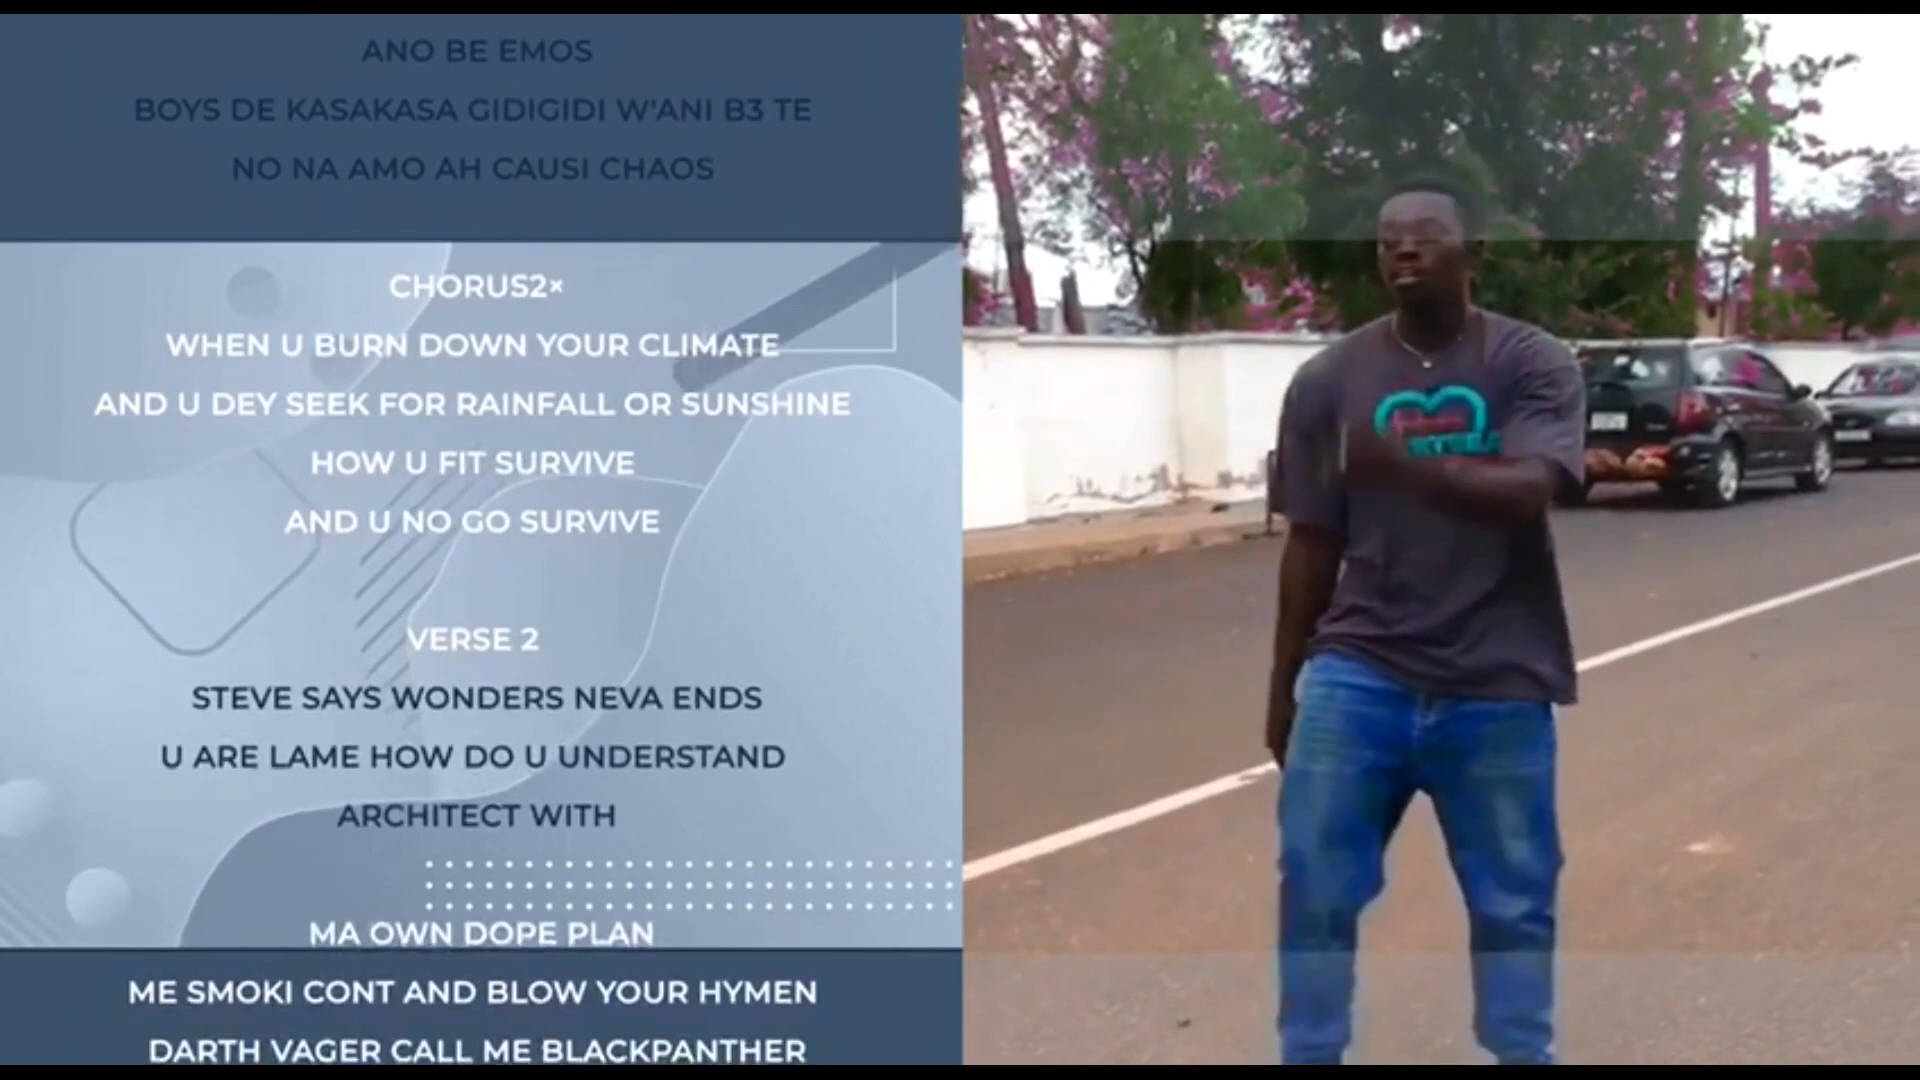 ANO BE EMOS
BOYS DE KASAKASA GIDIGIDI W'ANI B3 TE
NO NA AMO AH CAUSI CHAOS
CHORUS2×
WHEN U BURN DOWN YOUR CLIMATE
AND U DEY SEEK FOR RAINFALL OR SUNSHINE
HOW U FIT SURVIVE
AND U NO GO SURVIVE
VERSE 2
STEVE SAYS WONDERS NEVA ENDS
U ARE LAME HOW DO U UNDERSTAND
ARCHITECT WITH
MA OWN DOPE PLAN
ME SMOKI CONT AND BLOW YOUR HYMEN
DARTH VAGER CALL ME BLACKPANTHER